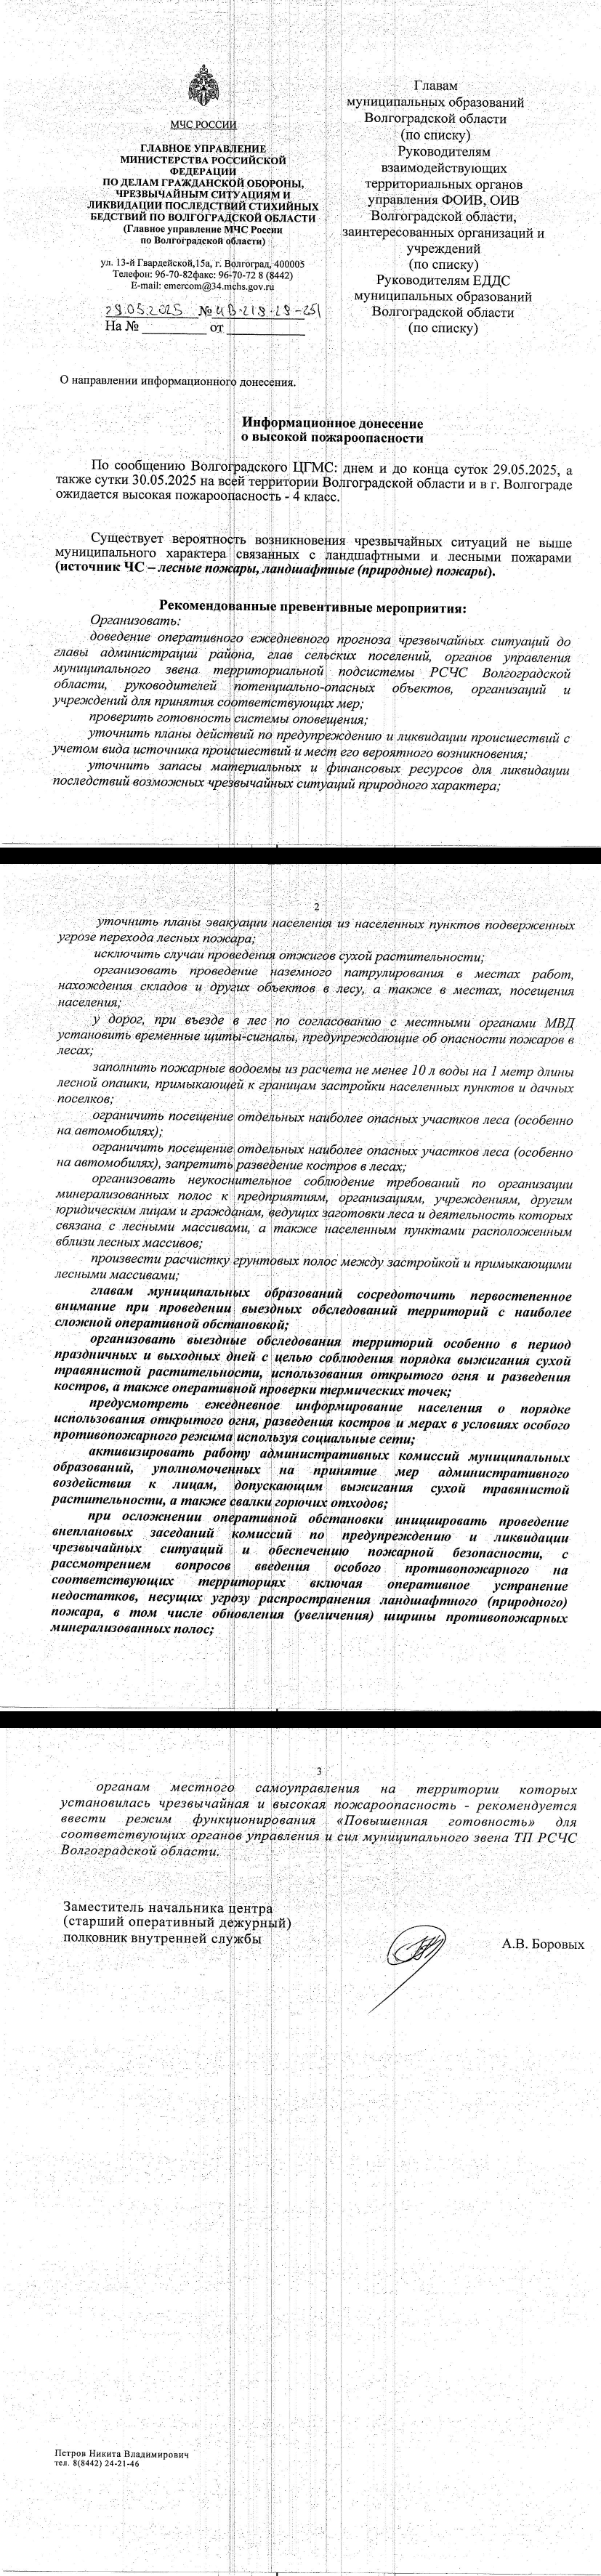 МЧС РОССИИ
ГЛАВНОЕ УПРАВЛЕНИЕ
МИНИСТЕРСТВА РОССИЙСКОЙ
ФЕДЕРАЦИИ
ПО ДЕЛАМ ГРАЖДАНСКОЙ ОБОРОНЫ,
ЧРЕЗВЫЧАЙНЫМ СИТУАЦИЯМ И
ЛИКВИДАЦИИ ПОСЛЕДСТВИЙ СТИХИЙНЫХ
БЕДСТВИЙ ПО ВОЛГОГРАДСКОЙ ОБЛАСТИ
(Главное управление МЧС России
по Волгоградской области)
ул. 13-й Гвардейской,15а, г. Волгоград, 400005
Телефон: 96-70-82факс: 96-70-72 8 (8442)
E-mail: emercom@34.mchs.gov.ru
29.05.2025 № ИВ-218-28-251
На № от
Главам
муниципальных образований
Волгоградской области
(по списку)
Руководителям
взаимодействующих
территориальных органов
управления ФОИВ, ОИВ
Волгоградской области,
заинтересованных организаций и
учреждений
(по списку)
Руководителям ЕДДС
муниципальных образований
Волгоградской области
(по списку)
О направлении информационного донесения.
Информационное донесение
о высокой пожароопасности
По сообщению Волгоградского ЦГМС: днем и до конца суток 29.05.2025, а
также сутки 30.05.2025 на всей территории Волгоградской области и в г. Волгограде
ожидается высокая пожароопасность - 4 класс.
Существует вероятность возникновения чрезвычайных ситуаций не выше
муниципального характера связанных с ландшафтными и лесными пожарами
(источник ЧС – лесные пожары, ландшафтные (природные) пожары).
Рекомендованные превентивные мероприятия:
Организовать:
доведение оперативного ежедневного прогноза чрезвычайных ситуаций до
главы администрации района, глав сельских поселений, органов управления
муниципального звена территориальной подсистемы РСЧС Волгоградской
области, руководителей потенциально-опасных объектов, организаций и
учреждений для принятия соответствующих мер;
проверить готовность системы оповещения;
уточнить планы действий по предупреждению и ликвидации происшествий с
учетом вида источника происшествий и мест его вероятного возникновения;
уточнить запасы материальных и финансовых ресурсов для ликвидации
последствий возможных чрезвычайных ситуаций природного характера;
2
уточнить планы эвакуации населения из населенных пунктов подверженных
угрозе перехода лесных пожара;
исключить случаи проведения отжигов сухой растительности;
организовать проведение наземного патрулирования в местах работ,
нахождения складов и других объектов в лесу, а также в местах, посещения
населения;
у дорог, при въезде в лес по согласованию с местными органами МВД
установить временные щиты-сигналы, предупреждающие об опасности пожаров в
лесах;
заполнить пожарные водоемы из расчета не менее 10 л воды на 1 метр длины
лесной опашки, примыкающей к границам застройки населенных пунктов и дачных
поселков;
ограничить посещение отдельных наиболее опасных участков леса (особенно
на автомобилях);
ограничить посещение отдельных наиболее опасных участков леса (особенно
на автомобилях), запретить разведение костров в лесах;
организовать неукоснительное соблюдение требований по организации
минерализованных полос к предприятиям, организациям, учреждениям, другим
юридическим лицам и гражданам, ведущих заготовки леса и деятельность которых
связана с лесными массивами, а также населенным пунктами расположенным
вблизи лесных массивов;
произвести расчистку грунтовых полос между застройкой и примыкающими
лесными массивами;
главам муниципальных образований сосредоточить первостепенное
внимание при проведении выездных обследований территорий с наиболее
сложной оперативной обстановкой;
организовать выездные обследования территорий особенно в период
праздничных и выходных дней с целью соблюдения порядка выжигания сухой
травянистой растительности, использования открытого огня и разведения
костров, а также оперативной проверки термических точек;
предусмотреть ежедневное информирование населения о порядке
использования открытого огня, разведения костров и мерах в условиях особого
противопожарного режима используя социальные сети;
активизировать работу административных комиссий муниципальных
образований, уполномоченных на принятие мер административного
воздействия к лицам, допускающим выжигания сухой травянистой
растительности, а также свалки горючих отходов;
при осложнении оперативной обстановки инициировать проведение
внеплановых заседаний комиссий по предупреждению и ликвидации
чрезвычайных ситуаций и обеспечению пожарной безопасности, с
рассмотрением вопросов введения особого противопожарного на
соответствующих территориях включая оперативное устранение
недостатков, несущих угрозу распространения ландшафтного (природного)
пожара, в том числе обновления (увеличения) ширины противопожарных
минерализованных полос;
3
органам местного самоуправления на территории которых
установилась чрезвычайная и высокая пожароопасность - рекомендуется
ввести режим функционирования «Повышенная готовность» для
соответствующих органов управления и сил муниципального звена ТП РСЧС
Волгоградской области.
Заместитель начальника центра
(старший оперативный дежурный)
полковник внутренней службы
А.В. Боровых
Петров Никита Владимирович
тел. 8(8442) 24-21-46